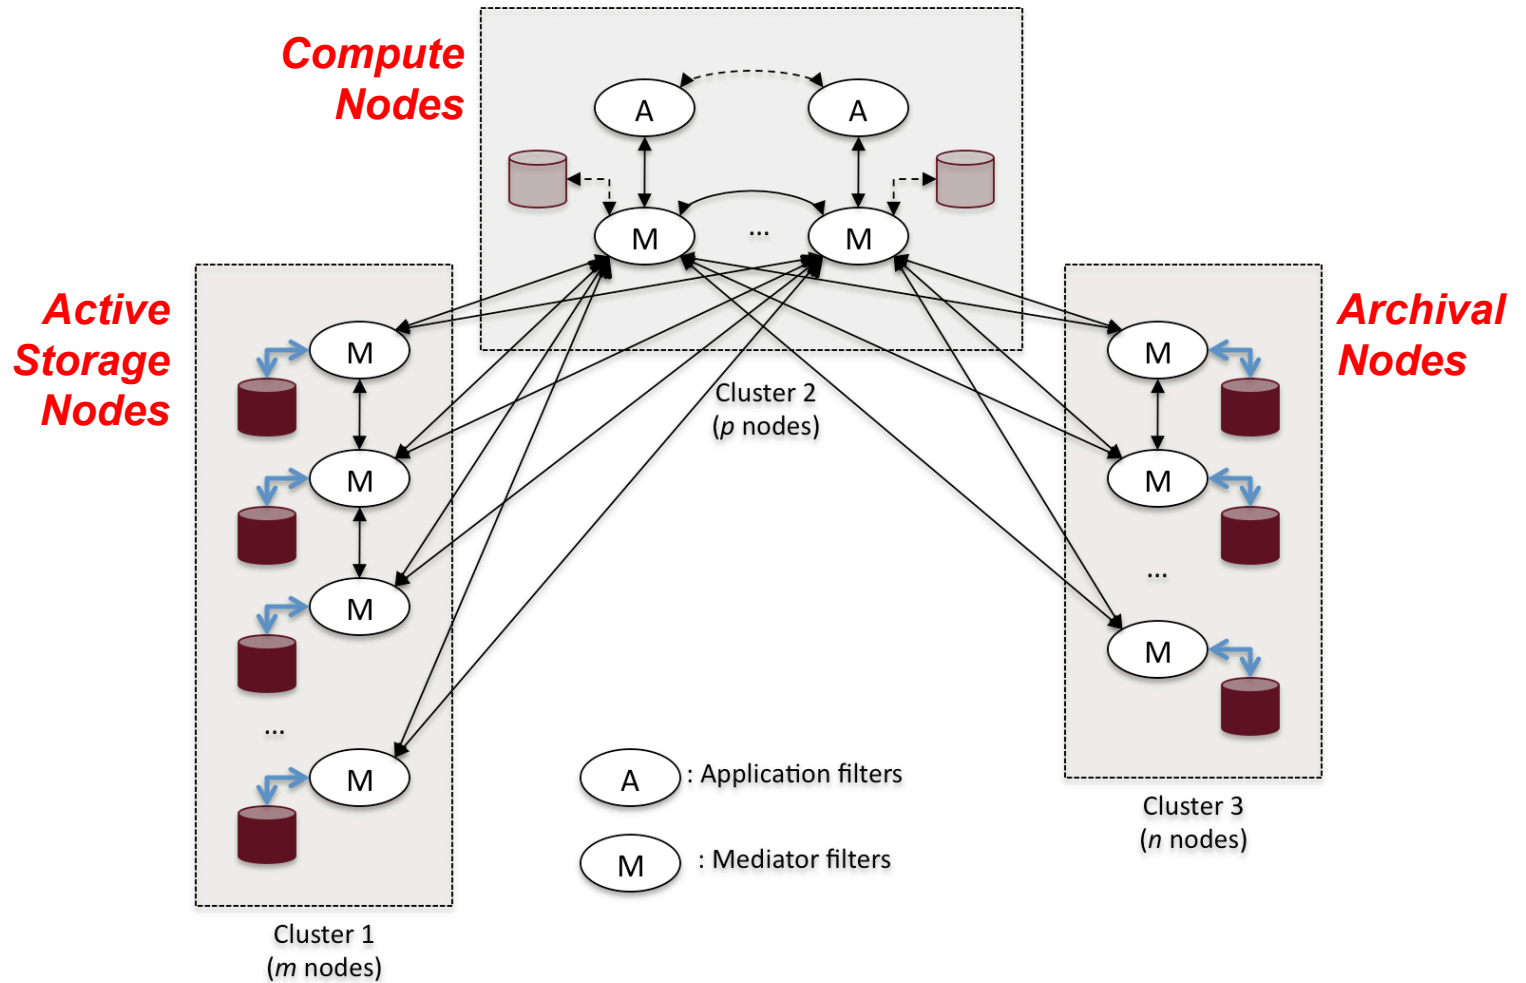 Compute
Nodes
A
A
M
...
M
Active
Storage
Nodes
M
M
M
...
M
Cluster 1
(m nodes)
Cluster 2
(p nodes)
Archival
Nodes
M
M
...
M
Cluster 3
(n nodes)
A : Application filters
M : Mediator filters